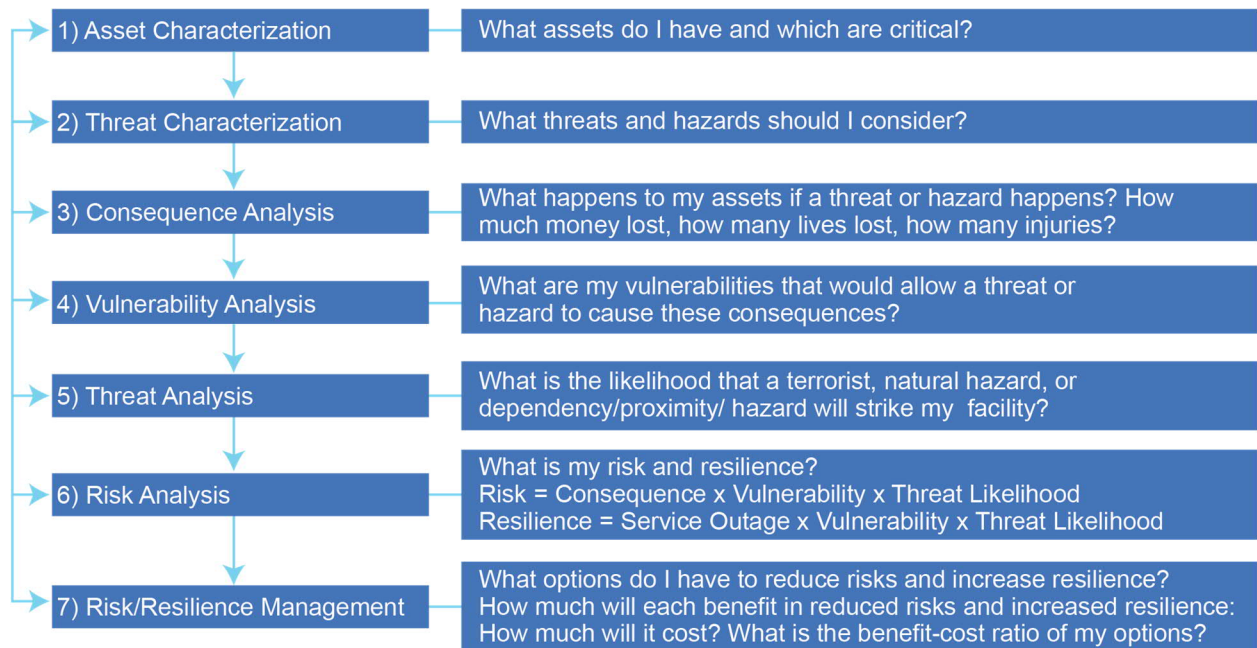 1) Asset Characterization
What assets do I have and which are critical?
2) Threat Characterization
What threats and hazards should I consider?
3) Consequence Analysis
What happens to my assets if a threat or hazard happens? How
much money lost, how many lives lost, how many injuries?
4) Vulnerability Analysis
What are my vulnerabilities that would allow a threat or
hazard to cause these consequences?
5) Threat Analysis
What is the likelihood that a terrorist, natural hazard, or
dependency/proximity/ hazard will strike my facility?
6) Risk Analysis
What is my risk and resilience?
Risk = Consequence x Vulnerability x Threat Likelihood
Resilience = Service Outage x Vulnerability x Threat Likelihood
7) Risk/Resilience Management
What options do I have to reduce risks and increase resilience?
How much will each benefit in reduced risks and increased resilience:
How much will it cost? What is the benefit-cost ratio of my options?